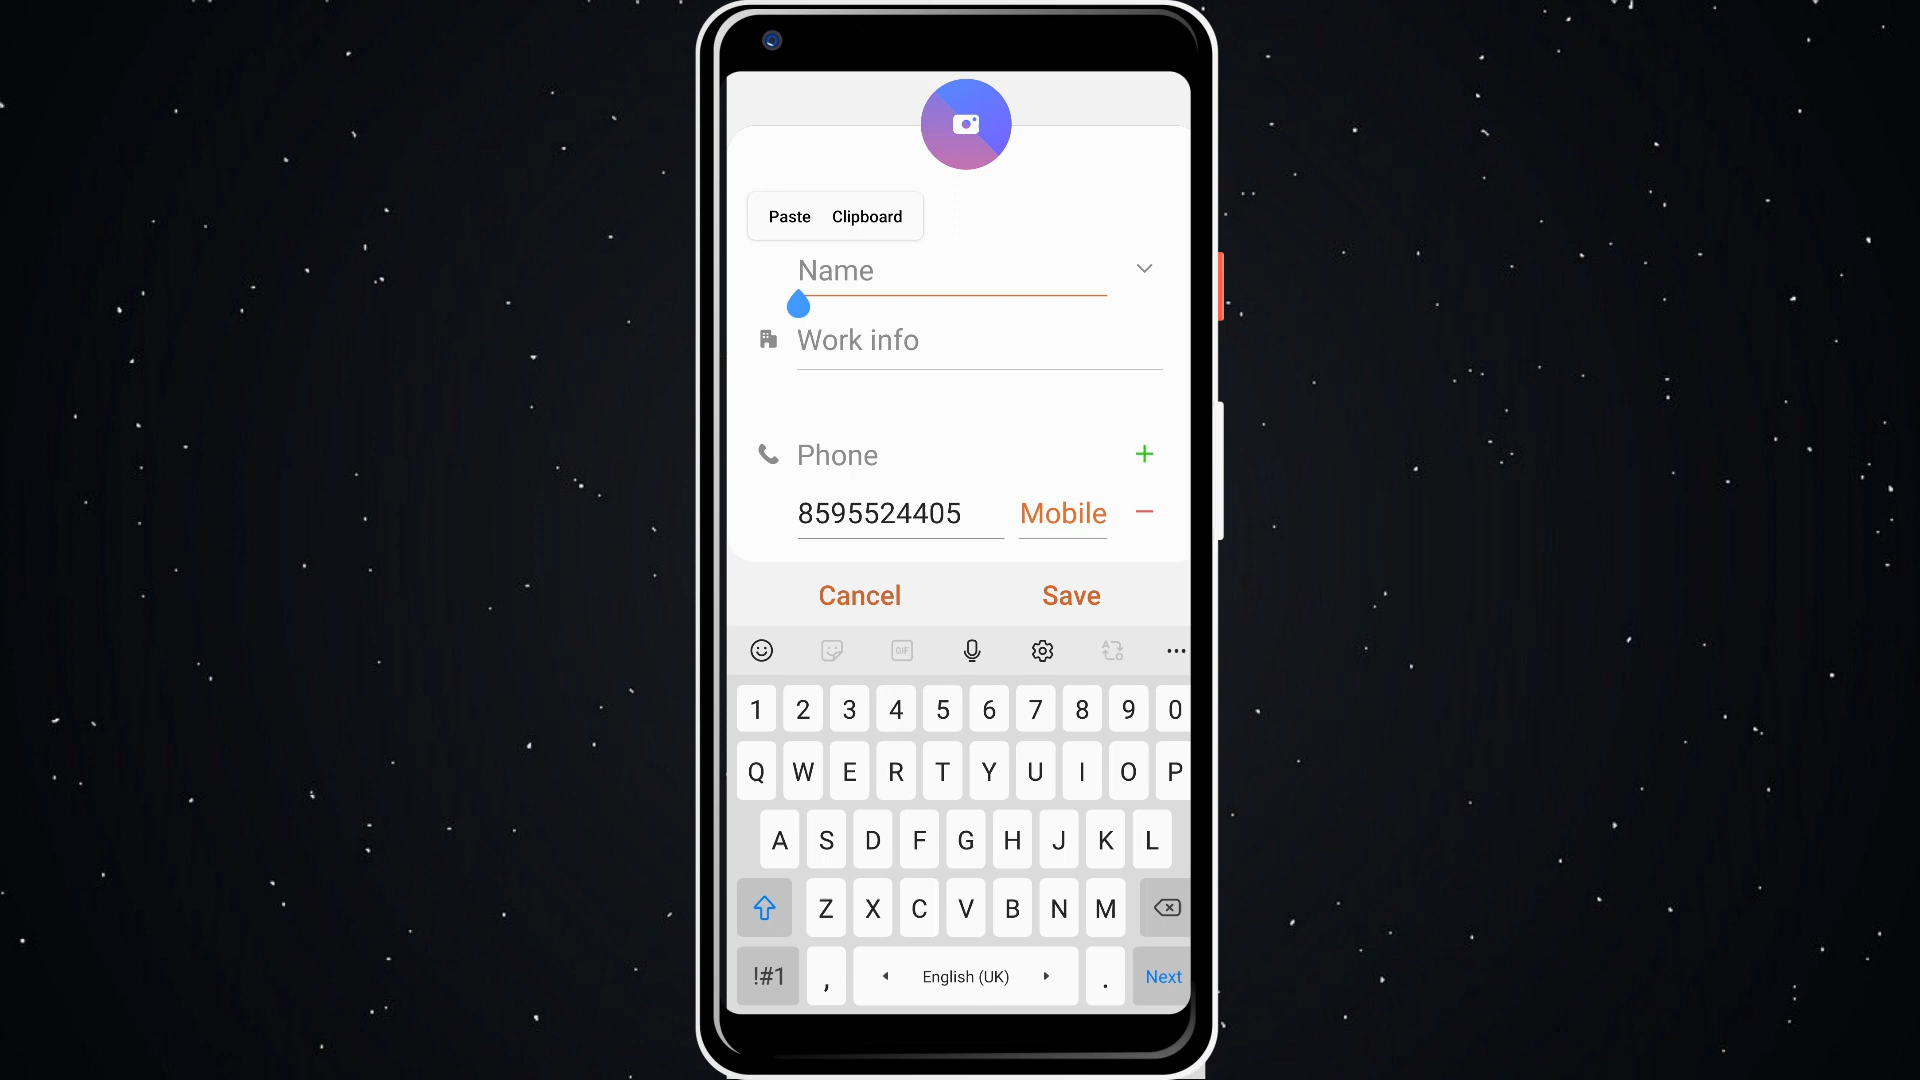 Paste Clipboard
Name
Work info
Phone
8595524405 Mobile
Cancel Save
GIF
1 2 3 4 5 6 7 8 9 0
Q W E R T Y U I O P
A S D F G H J K L
Z X C V B N M
!#1 , English (UK) . Next